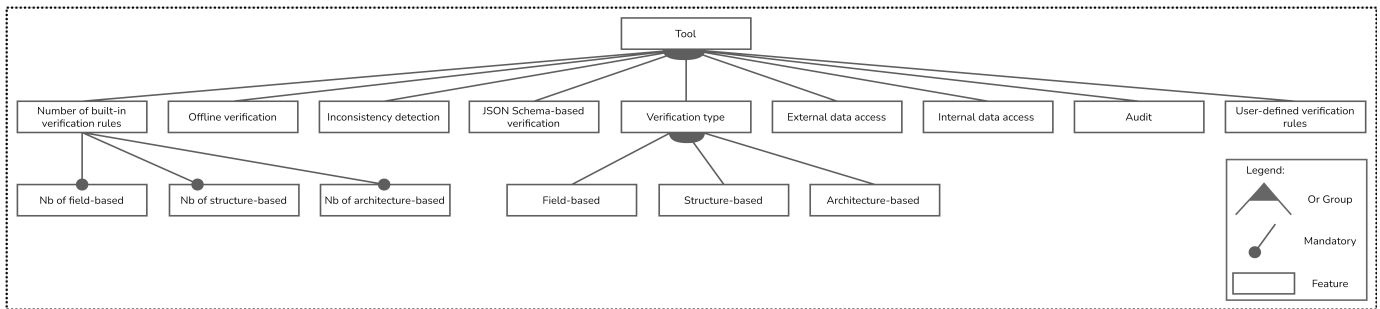 Tool
Number of built-in
verification rules
Offline verification
Inconsistency detection
JSON Schema-based
verification
Verification type
External data access
Internal data access
Audit
User-defined verification
rules
Nb of field-based
Nb of structure-based
Nb of architecture-based
Field-based
Structure-based
Architecture-based
Legend:
Or Group
Mandatory
Feature